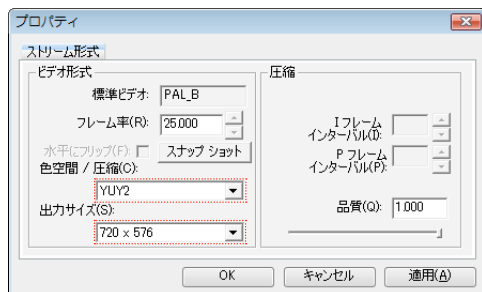 プロパティ
ストリーム形式
ビデオ形式
標準ビデオ: PAL_B
フレーム率(R): 25.000
水平にフリップ(F): スナップ ショット
色空間 / 圧縮(C):
YUY2
出力サイズ(S):
720 x 576
圧縮
I フレーム
インターバル(I):
P フレーム
インターバル(P):
品質(Q): 1.000
OK キャンセル 適用(A)